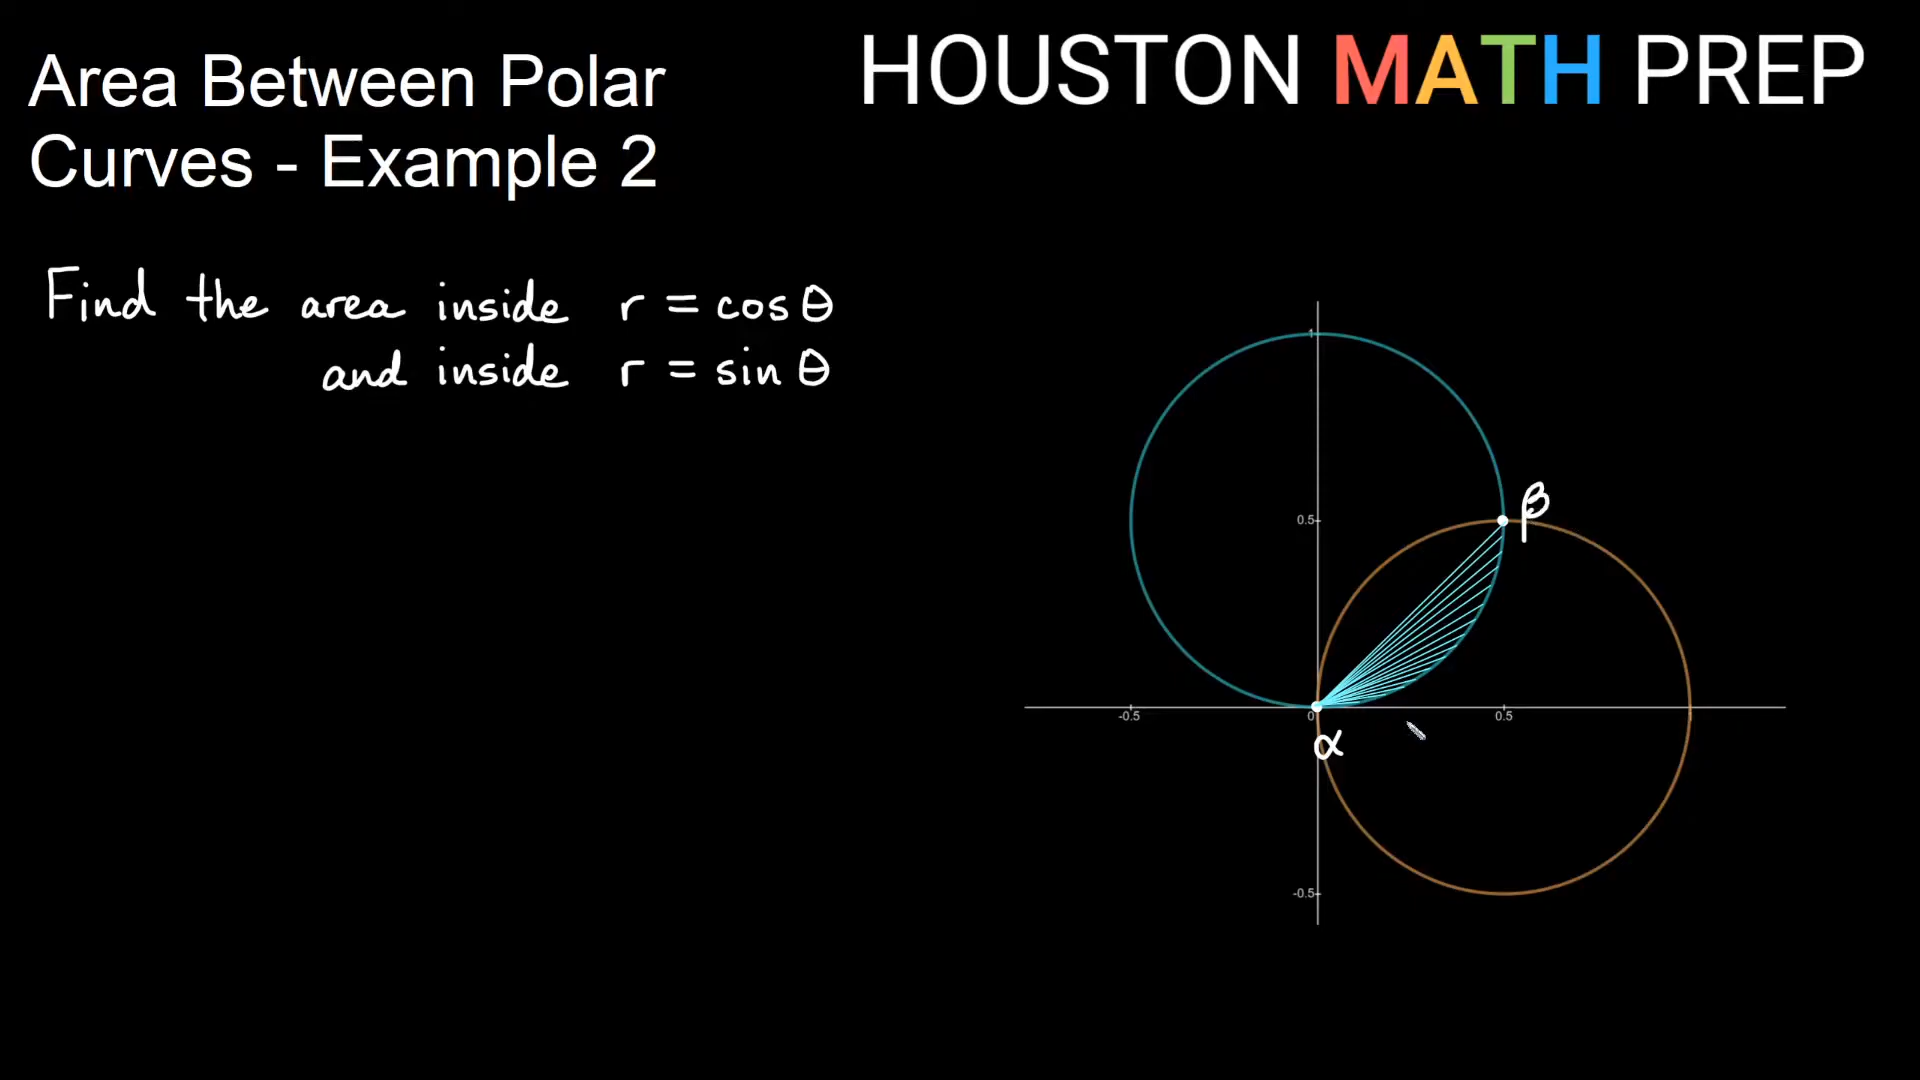 Area Between Polar
Curves - Example 2
HOUSTON MATH PREP
Find the area inside r = cos θ
and inside r = sin θ
1
0.5
β
-0.5
0
0.5
α
-0.5